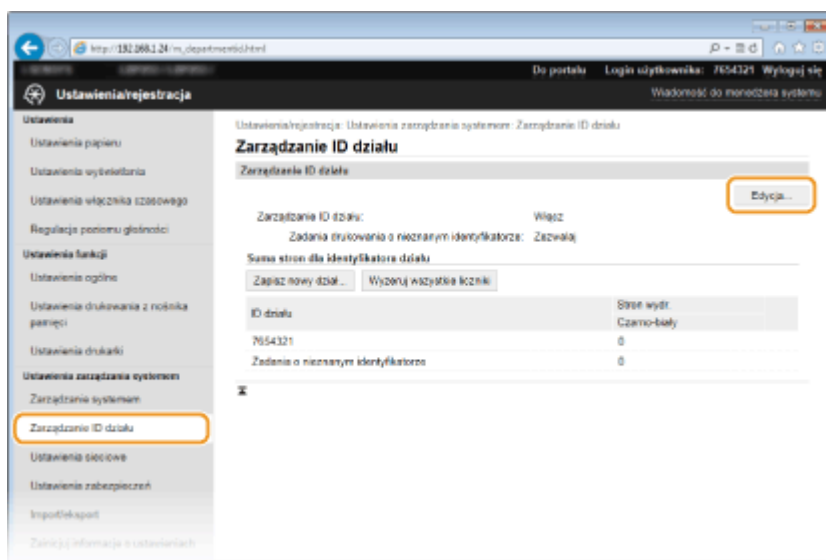 http://192.168.1.24/m_departmentid.html
Do portalu Login użytkownika: 7654321 Wyloguj się
Ustawienia/rejestracja Wiadomość do menedżera systemu
Ustawienia
Ustawienia papieru
Ustawienia wyświetlania
Ustawienia włącznika czasowego
Regulacja poziomu głośności
Ustawienia funkcji
Ustawienia ogólne
Ustawienia drukowania z nośnika
pamięci
Ustawienia drukarki
Ustawienia zarządzania systemem
Zarządzanie systemem
Zarządzanie ID działu
Ustawienia sieciowe
Ustawienia zabezpieczeń
Import/eksport
Zainicjuj informacje o ustawieniach
Ustawienia/rejestracja: Ustawienia zarządzania systemem: Zarządzanie ID działu
Zarządzanie ID działu
Zarządzanie ID działu
Edycja...
Zarządzanie ID działu: Włącz
Zadania drukowania o nieznanym identyfikatorze: Zezwalaj
Suma stron dla identyfikatora działu
Zapisz nowy dział... Wyzeruj wszystkie liczniki
ID działu Stron wydr.
Czarno-biały
7654321 0
Zadania o nieznanym identyfikatorze 0